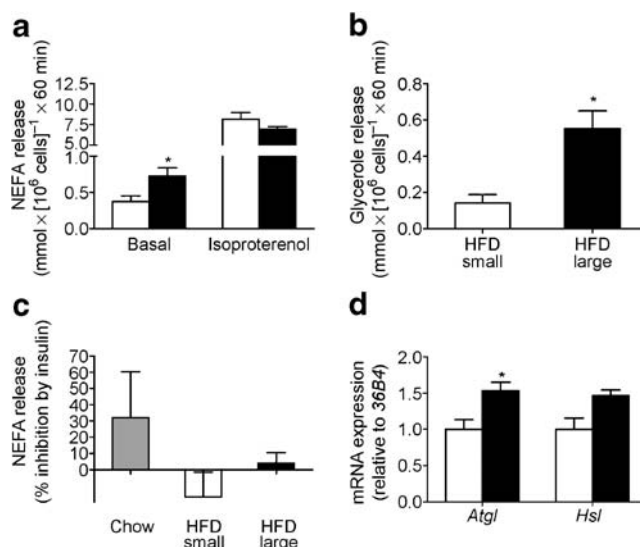 a
NEFA release
(mmol × [10⁶ cells]⁻¹ × 60 min)
12.5
10.0
7.5
5.0
1.0
0.5
0.0
*
Basal
Isoproterenol
b
Glycerole release
(mmol × [10⁶ cells]⁻¹ × 60 min)
0.8
0.6
0.4
0.2
0.0
*
HFD
small
HFD
large
c
NEFA release
(% inhibition by insulin)
70
60
50
40
30
20
10
0
Chow
HFD
small
HFD
large
d
mRNA expression
(relative to 36B4)
2.0
1.5
1.0
0.5
0.0
*
Atgl
Hsl